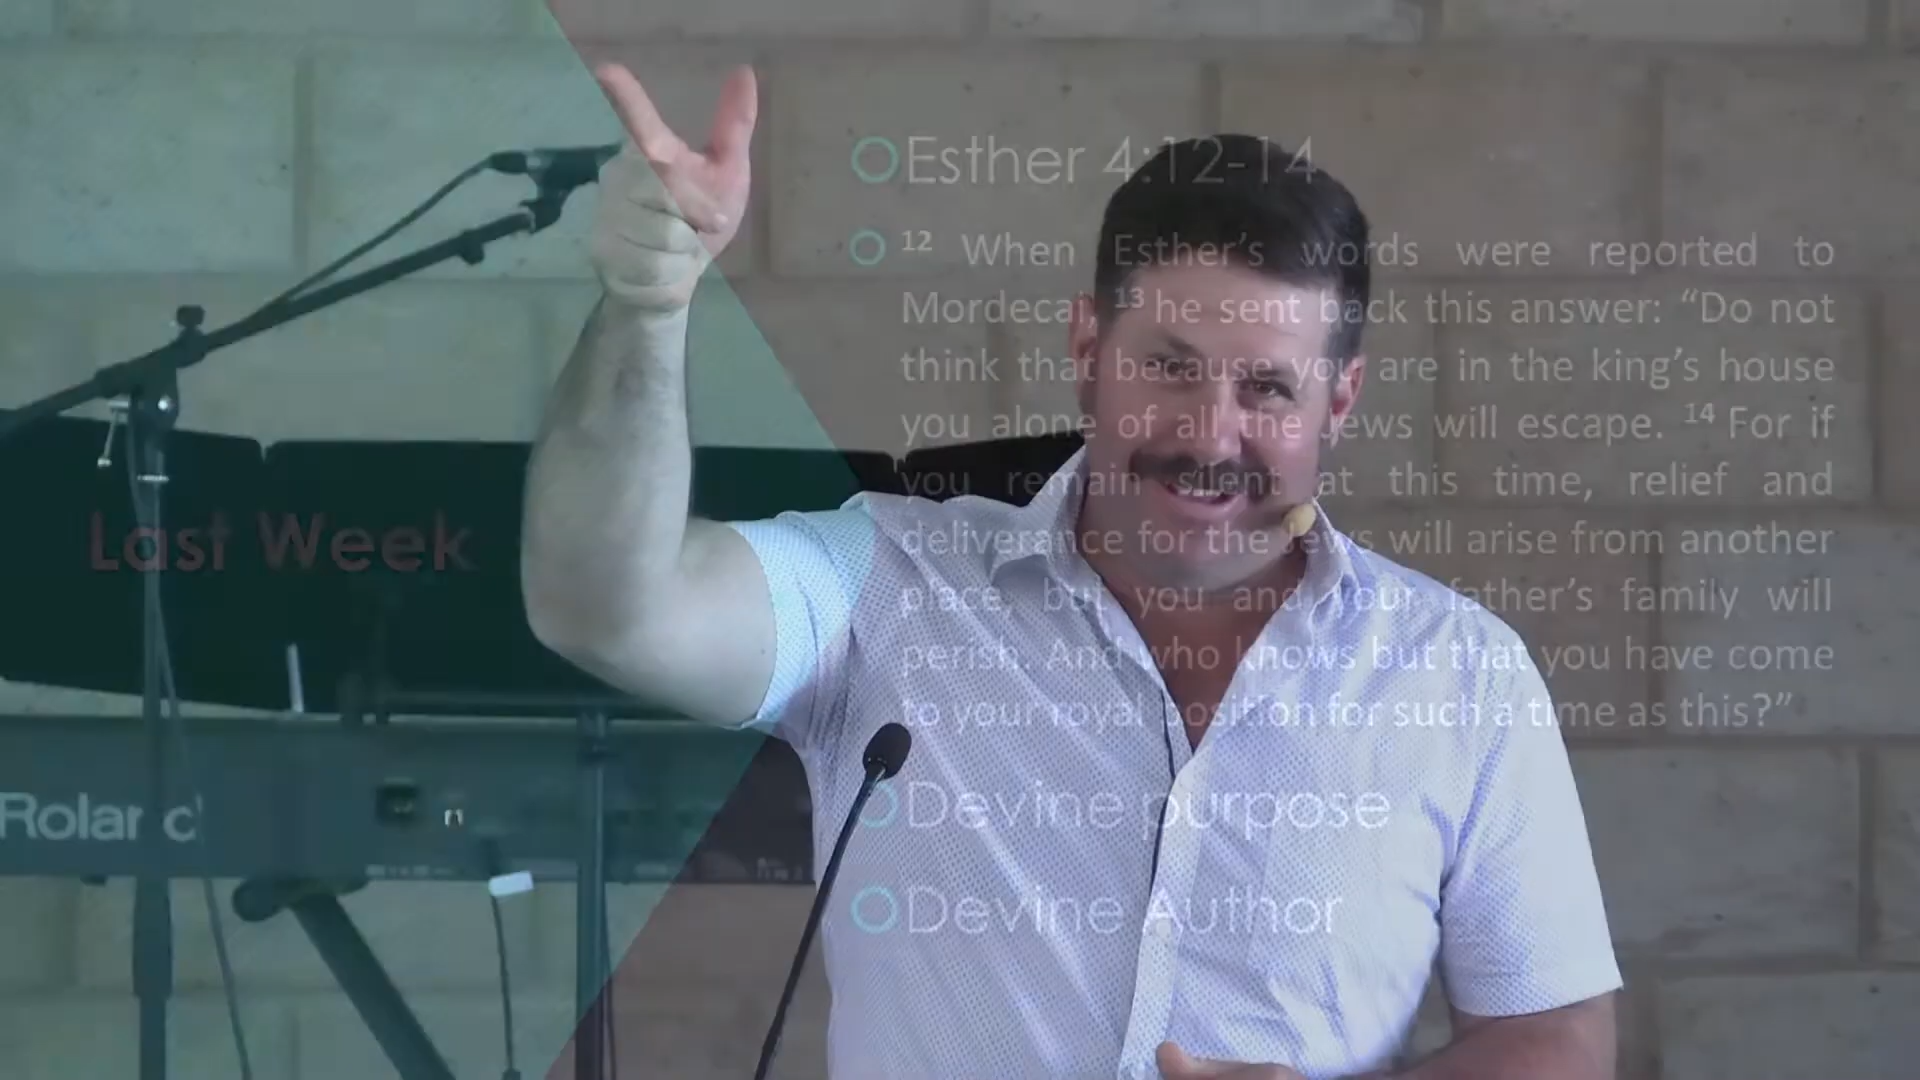 Esther 4:12-14
12 When Esther's words were reported to
Mordecai, 13 he sent back this answer: “Do not
think that because you are in the king's house
you alone of all the Jews will escape. 14 For if
you remain silent at this time, relief and
deliverance for the Jews will arise from another
place, but you and your father's family will
perish. And who knows but that you have come
to your royal position for such a time as this?”
Last Week
Devine purpose
Devine Author
Roland